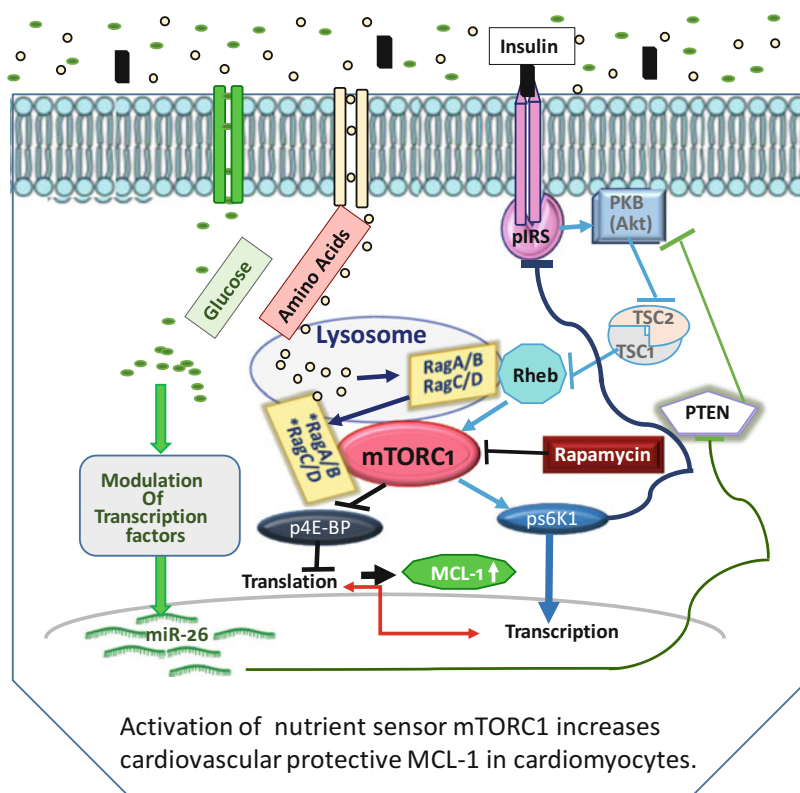 Insulin
PKB
(Akt)
pIRS
Glucose
Amino Acids
TSC2
TSC1
Lysosome
RagA/B
RagC/D
Rheb
PTEN
*RagA/B
*RagC/D
mTORC1
Rapamycin
Modulation
Of
Transcription
factors
p4E-BP
ps6K1
Translation
MCL-1
miR-26
Transcription
Activation of nutrient sensor mTORC1 increases
cardiovascular protective MCL-1 in cardiomyocytes.